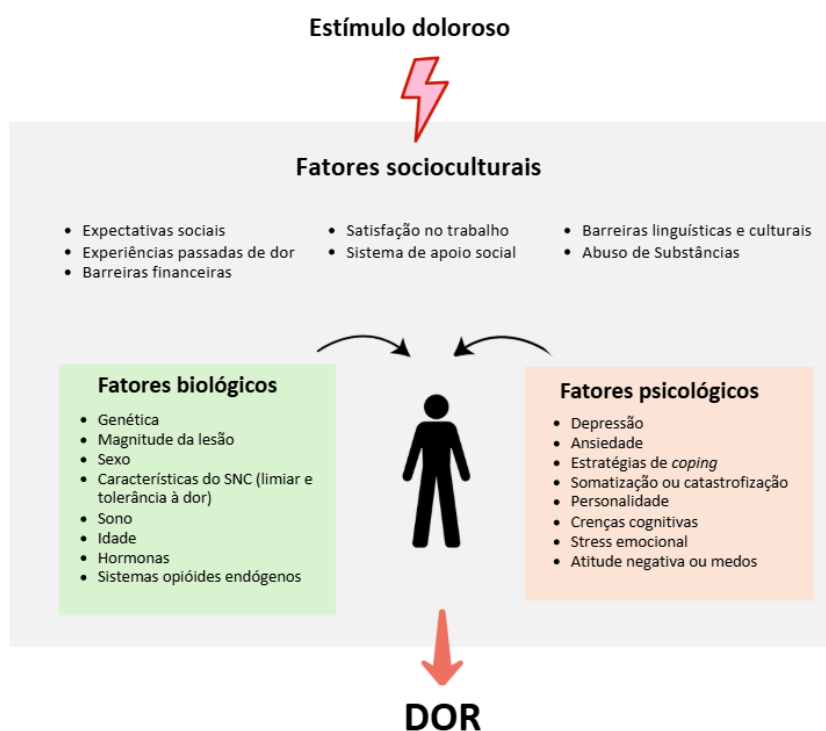 Estímulo doloroso
Fatores socioculturais
• Expectativas sociais
• Experiências passadas de dor
• Barreiras financeiras
• Satisfação no trabalho
• Sistema de apoio social
• Barreiras linguísticas e culturais
• Abuso de Substâncias
Fatores biológicos
• Genética
• Magnitude da lesão
• Sexo
• Características do SNC (limiar e
tolerância à dor)
• Sono
• Idade
• Hormonas
• Sistemas opióides endógenos
Fatores psicológicos
• Depressão
• Ansiedade
• Estratégias de coping
• Somatização ou catastrofização
• Personalidade
• Crenças cognitivas
• Stress emocional
• Atitude negativa ou medos
DOR